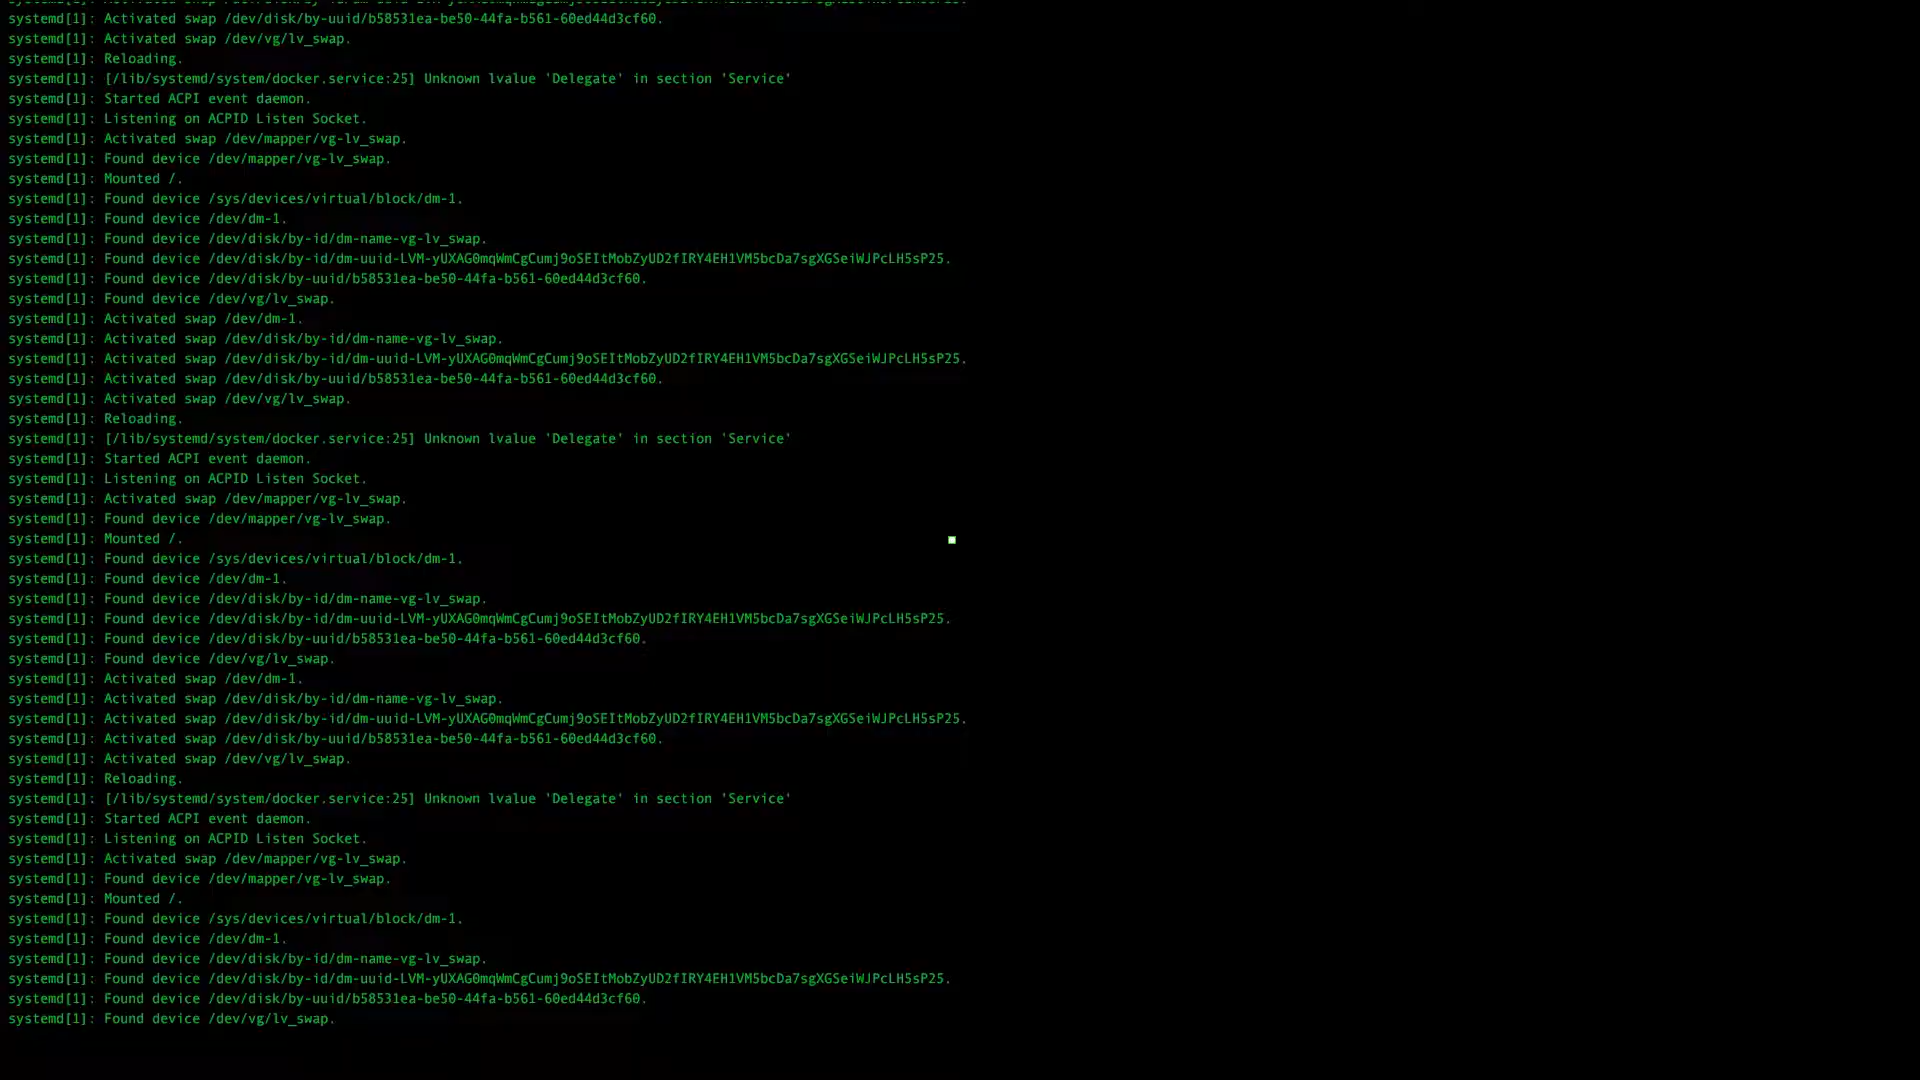 systemd[1]: Activated swap /dev/disk/by-uuid/b58531ea-be50-44fa-b561-60ed44d3cf60.
systemd[1]: Activated swap /dev/vg/lv_swap.
systemd[1]: Reloading.
systemd[1]: [/lib/systemd/system/docker.service:25] Unknown lvalue 'Delegate' in section 'Service'
systemd[1]: Started ACPI event daemon.
systemd[1]: Listening on ACPID Listen Socket.
systemd[1]: Activated swap /dev/mapper/vg-lv_swap.
systemd[1]: Found device /dev/mapper/vg-lv_swap.
systemd[1]: Mounted /.
systemd[1]: Found device /sys/devices/virtual/block/dm-1.
systemd[1]: Found device /dev/dm-1.
systemd[1]: Found device /dev/disk/by-id/dm-name-vg-lv_swap.
systemd[1]: Found device /dev/disk/by-id/dm-uuid-LVM-yUXAG0mqWmCgCumj9oSEItMobZyUD2fIRY4EH1VM5bcDa7sgXGSeiWJPcLH5sP25.
systemd[1]: Found device /dev/disk/by-uuid/b58531ea-be50-44fa-b561-60ed44d3cf60.
systemd[1]: Found device /dev/vg/lv_swap.
systemd[1]: Activated swap /dev/dm-1.
systemd[1]: Activated swap /dev/disk/by-id/dm-name-vg-lv_swap.
systemd[1]: Activated swap /dev/disk/by-id/dm-uuid-LVM-yUXAG0mqWmCgCumj9oSEItMobZyUD2fIRY4EH1VM5bcDa7sgXGSeiWJPcLH5sP25.
systemd[1]: Activated swap /dev/disk/by-uuid/b58531ea-be50-44fa-b561-60ed44d3cf60.
systemd[1]: Activated swap /dev/vg/lv_swap.
systemd[1]: Reloading.
systemd[1]: [/lib/systemd/system/docker.service:25] Unknown lvalue 'Delegate' in section 'Service'
systemd[1]: Started ACPI event daemon.
systemd[1]: Listening on ACPID Listen Socket.
systemd[1]: Activated swap /dev/mapper/vg-lv_swap.
systemd[1]: Found device /dev/mapper/vg-lv_swap.
systemd[1]: Mounted /.
systemd[1]: Found device /sys/devices/virtual/block/dm-1.
systemd[1]: Found device /dev/dm-1.
systemd[1]: Found device /dev/disk/by-id/dm-name-vg-lv_swap.
systemd[1]: Found device /dev/disk/by-id/dm-uuid-LVM-yUXAG0mqWmCgCumj9oSEItMobZyUD2fIRY4EH1VM5bcDa7sgXGSeiWJPcLH5sP25.
systemd[1]: Found device /dev/disk/by-uuid/b58531ea-be50-44fa-b561-60ed44d3cf60.
systemd[1]: Found device /dev/vg/lv_swap.
systemd[1]: Activated swap /dev/dm-1.
systemd[1]: Activated swap /dev/disk/by-id/dm-name-vg-lv_swap.
systemd[1]: Activated swap /dev/disk/by-id/dm-uuid-LVM-yUXAG0mqWmCgCumj9oSEItMobZyUD2fIRY4EH1VM5bcDa7sgXGSeiWJPcLH5sP25.
systemd[1]: Activated swap /dev/disk/by-uuid/b58531ea-be50-44fa-b561-60ed44d3cf60.
systemd[1]: Activated swap /dev/vg/lv_swap.
systemd[1]: Reloading.
systemd[1]: [/lib/systemd/system/docker.service:25] Unknown lvalue 'Delegate' in section 'Service'
systemd[1]: Started ACPI event daemon.
systemd[1]: Listening on ACPID Listen Socket.
systemd[1]: Activated swap /dev/mapper/vg-lv_swap.
systemd[1]: Found device /dev/mapper/vg-lv_swap.
systemd[1]: Mounted /.
systemd[1]: Found device /sys/devices/virtual/block/dm-1.
systemd[1]: Found device /dev/dm-1.
systemd[1]: Found device /dev/disk/by-id/dm-name-vg-lv_swap.
systemd[1]: Found device /dev/disk/by-id/dm-uuid-LVM-yUXAG0mqWmCgCumj9oSEItMobZyUD2fIRY4EH1VM5bcDa7sgXGSeiWJPcLH5sP25.
systemd[1]: Found device /dev/disk/by-uuid/b58531ea-be50-44fa-b561-60ed44d3cf60.
systemd[1]: Found device /dev/vg/lv_swap.